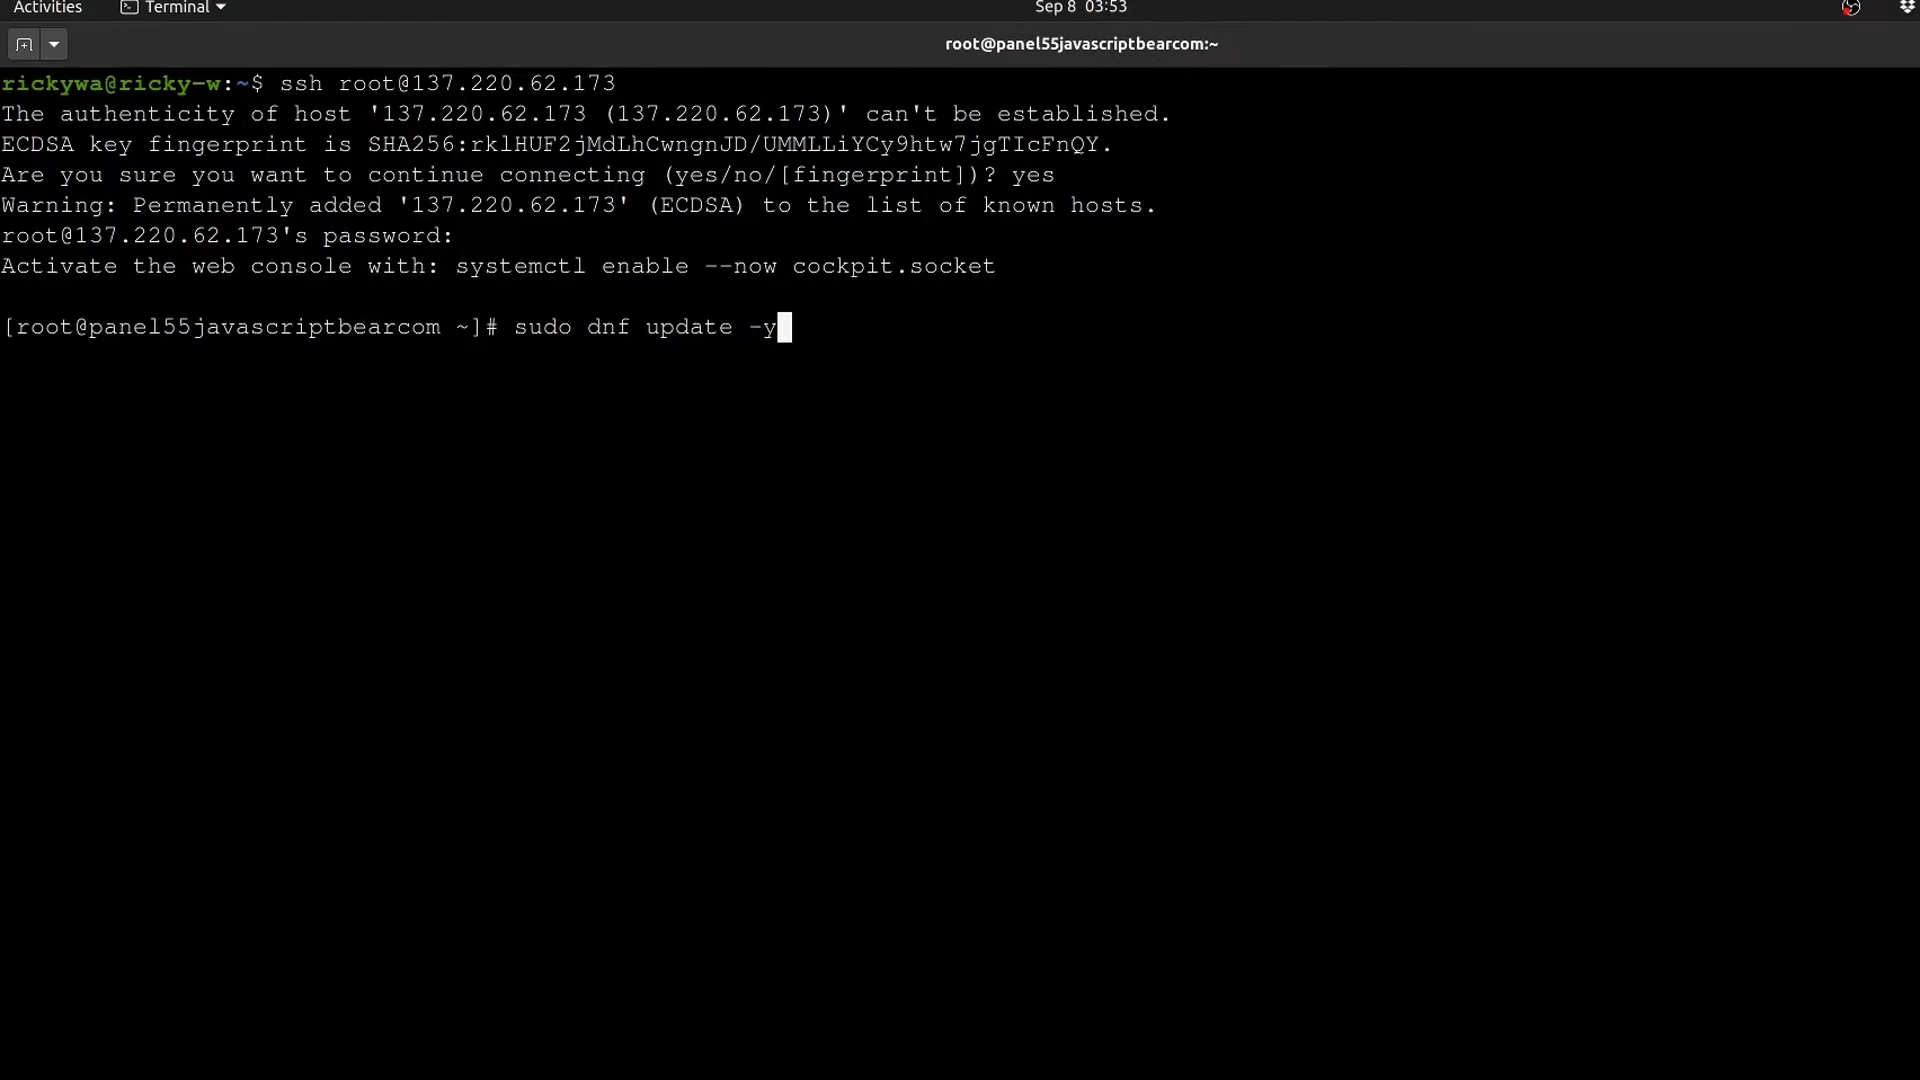 Activities Terminal Sep 8 03:53
root@panel55javascriptbearcom:~
rickywa@ricky-w:~$ ssh root@137.220.62.173
The authenticity of host '137.220.62.173 (137.220.62.173)' can't be established.
ECDSA key fingerprint is SHA256:rklHUF2jMdLhCwngnJD/UMMLLiYCy9htw7jgTIcFnQY.
Are you sure you want to continue connecting (yes/no/[fingerprint])? yes
Warning: Permanently added '137.220.62.173' (ECDSA) to the list of known hosts.
root@137.220.62.173's password:
Activate the web console with: systemctl enable --now cockpit.socket
[root@panel55javascriptbearcom ~]# sudo dnf update -y